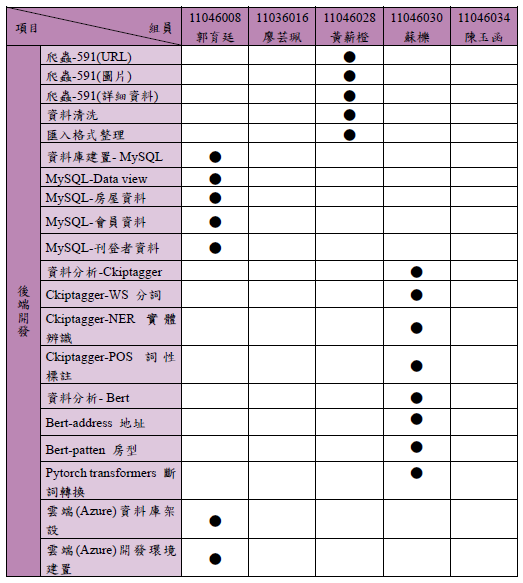 項目 組員 11046008 11036016 11046028 11046030 11046034
郭育廷 廖芸珮 黃薪橙 蘇櫟 陳玉函
後端開發
爬蟲-591(URL) ●
爬蟲-591(圖片) ●
爬蟲-591(詳細資料) ●
資料清洗 ●
匯入格式整理 ●
資料庫建置- MySQL ●
MySQL-Data view ●
MySQL-房屋資料 ●
MySQL-會員資料 ●
MySQL-刊登者資料 ●
資料分析-Ckiptagger ●
Ckiptagger-WS 分詞 ●
Ckiptagger-NER 實體
辨識 ●
Ckiptagger-POS 詞性
標註 ●
資料分析- Bert ●
Bert-address 地址 ●
Bert-patten 房型 ●
Pytorch transformers 斷
詞轉換 ●
雲端(Azure)資料庫架
設 ●
雲端(Azure)開發環境
建置 ●